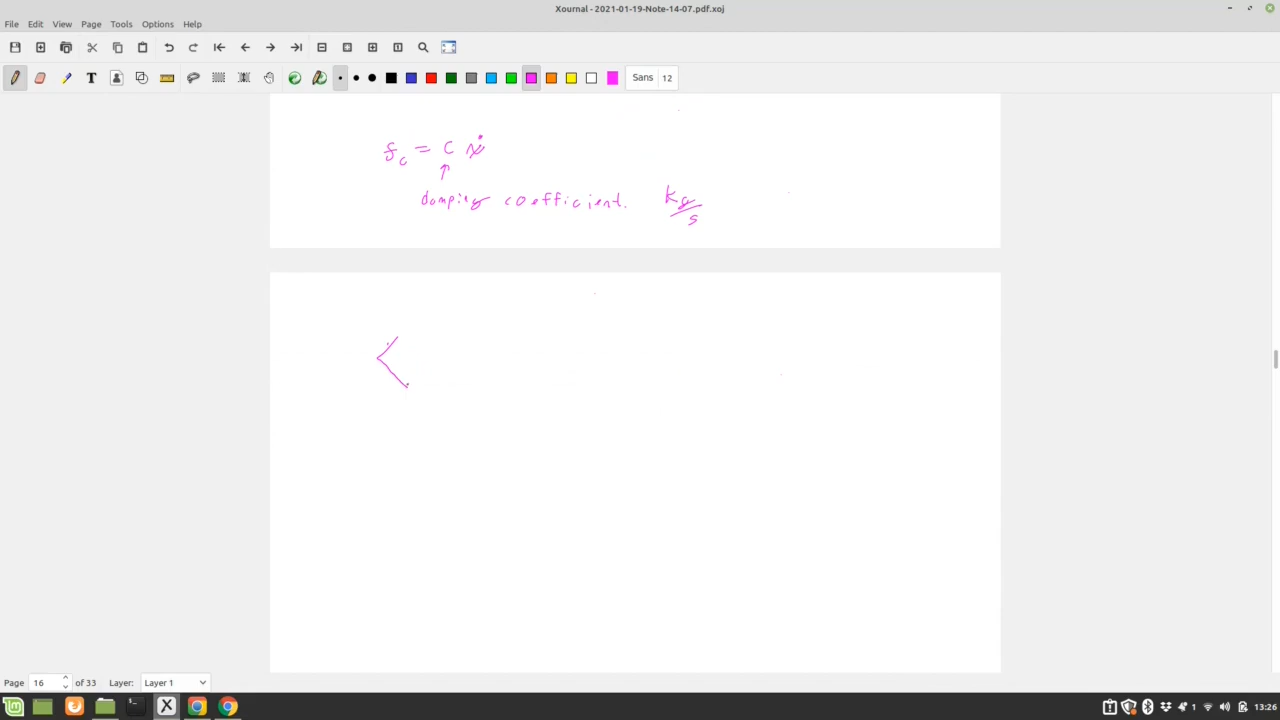 Xournal - 2021-01-19-Note-14-07.pdf.xoj
File Edit View Page Tools Options Help
Sans 12
f_c = c ẋ
↑
damping coefficient. kg/s
Page 16 of 33 Layer: Layer 1
1 13:26